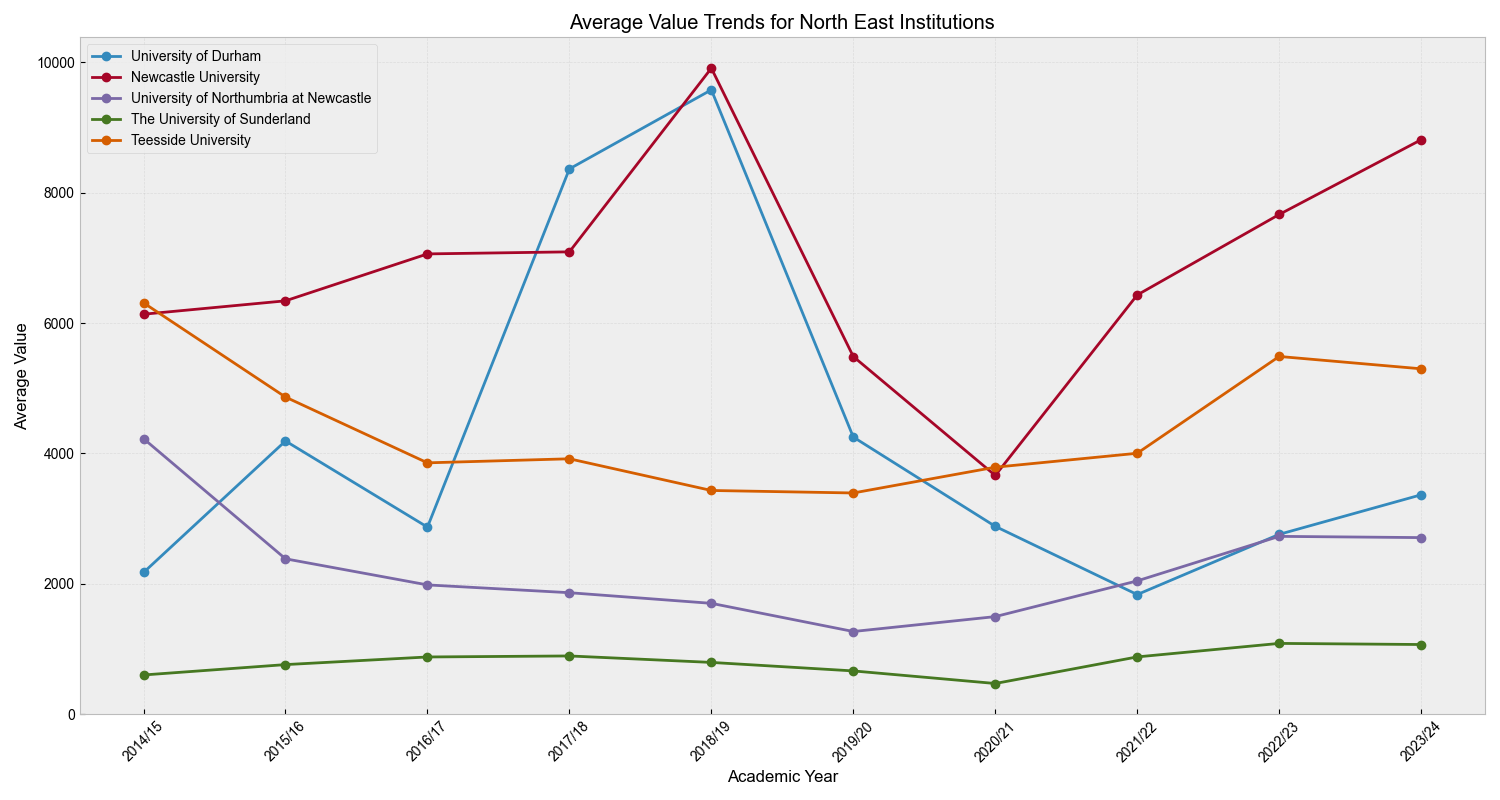 Average Value Trends for North East Institutions
University of Durham
Newcastle University
University of Northumbria at Newcastle
The University of Sunderland
Teesside University
Average Value
10000
8000
6000
4000
2000
0
2014/15
2015/16
2016/17
2017/18
2018/19
2019/20
2020/21
2021/22
2022/23
2023/24
Academic Year